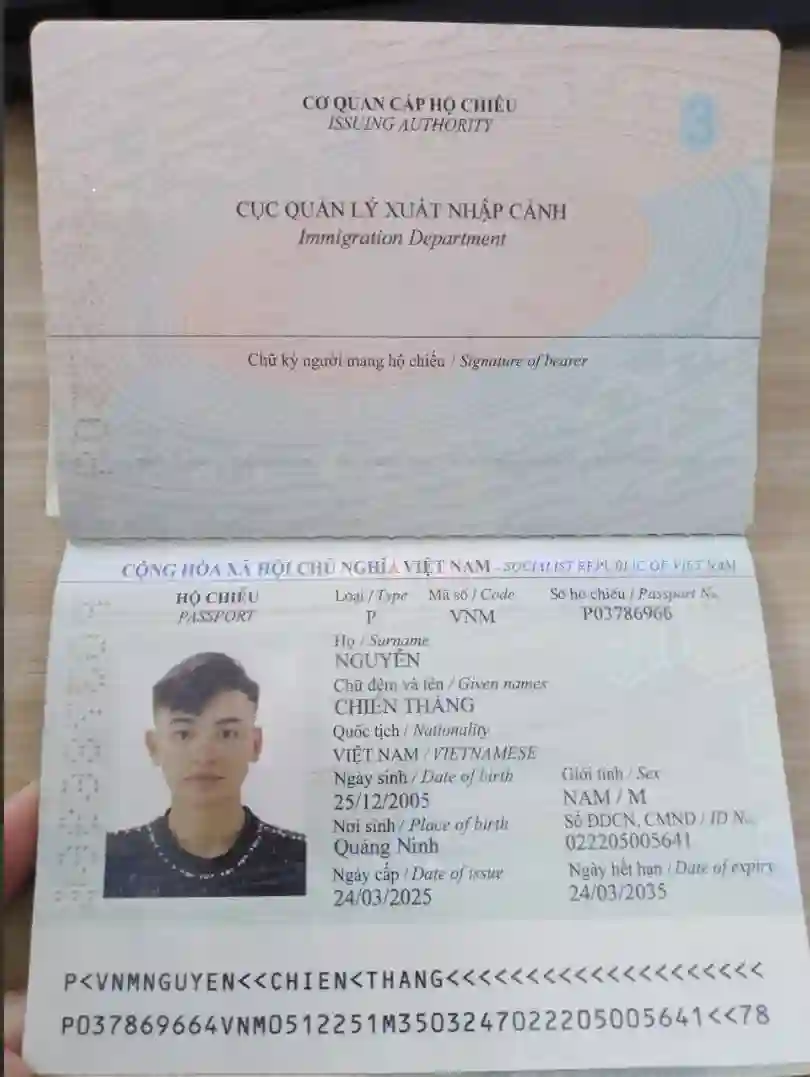 CƠ QUAN CẤP HỘ CHIẾU
ISSUING AUTHORITY
3
CỤC QUẢN LÝ XUẤT NHẬP CẢNH
Immigration Department
Chữ ký người mang hộ chiếu / Signature of bearer
CỘNG HÒA XÃ HỘI CHỦ NGHĨA VIỆT NAM - SOCIALIST REPUBLIC OF VIET NAM
HỘ CHIẾU
PASSPORT
Loại / Type Mã số / Code Số hộ chiếu / Passport No.
P VNM P03786966
Họ / Surname
NGUYỄN
Chữ đệm và tên / Given names
CHIẾN THẮNG
Quốc tịch / Nationality
VIỆT NAM / VIETNAMESE
Ngày sinh / Date of birth Giới tính / Sex
25/12/2005 NAM / M
Nơi sinh / Place of birth Số ĐDCN, CMND / ID N..
Quảng Ninh 022205005641
Ngày cấp / Date of issue Ngày hết hạn / Date of expiry
24/03/2025 24/03/2035
P<VNMNGUYEN<<CHIEN<THANG<<<<<<<<<<<<<<<<<<<<
P037869664VNM0512251M3503247022205005641<<78